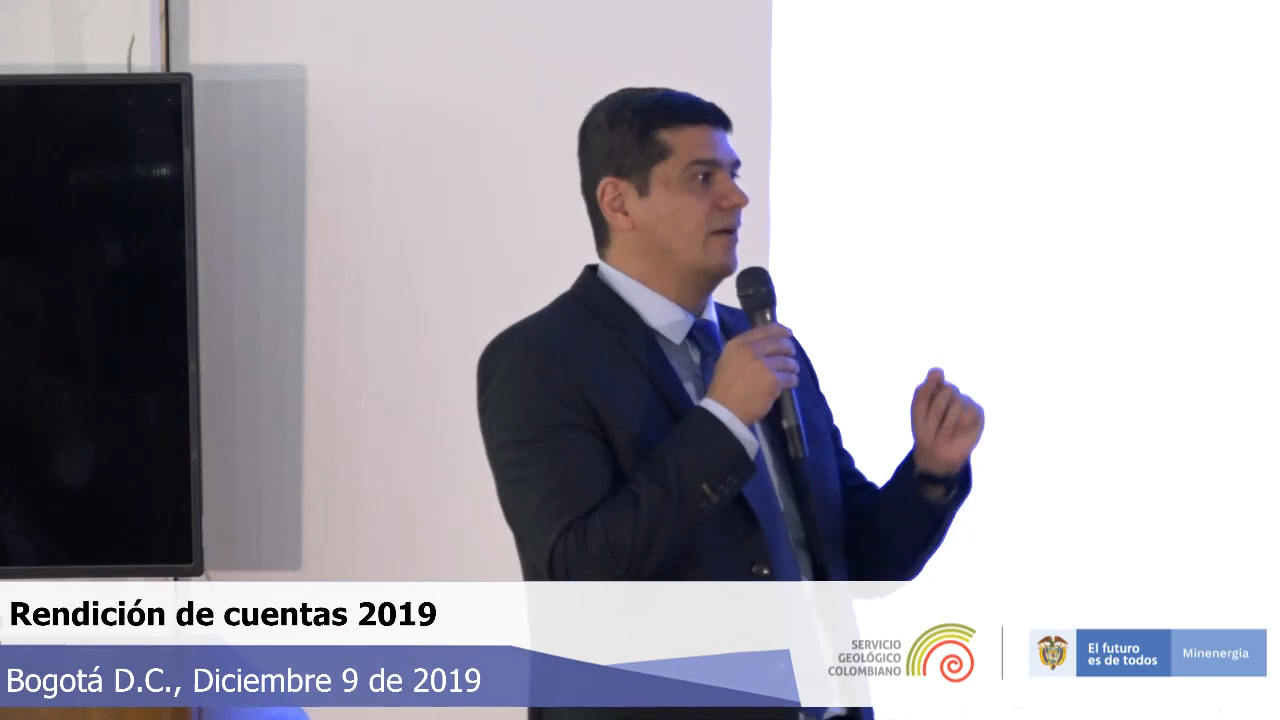 Rendición de cuentas 2019
Bogotá D.C., Diciembre 9 de 2019
SERVICIO
GEOLÓGICO
COLOMBIANO
El futuro
es de todos
Minenergía